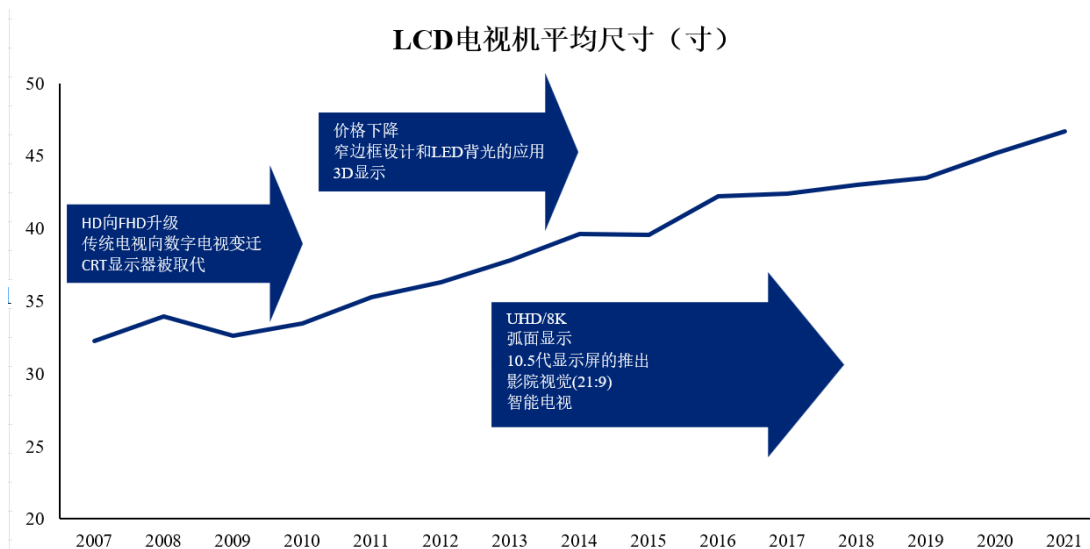 LCD电视机平均尺寸（寸）
50
45
40
35
30
25
20
HD向FHD升级
传统电视向数字电视变迁
CRT显示器被取代
价格下降
窄边框设计和LED背光的应用
3D显示
UHD/8K
弧面显示
10.5代显示屏的推出
影院视觉(21:9)
智能电视
2007 2008 2009 2010 2011 2012 2013 2014 2015 2016 2017 2018 2019 2020 2021